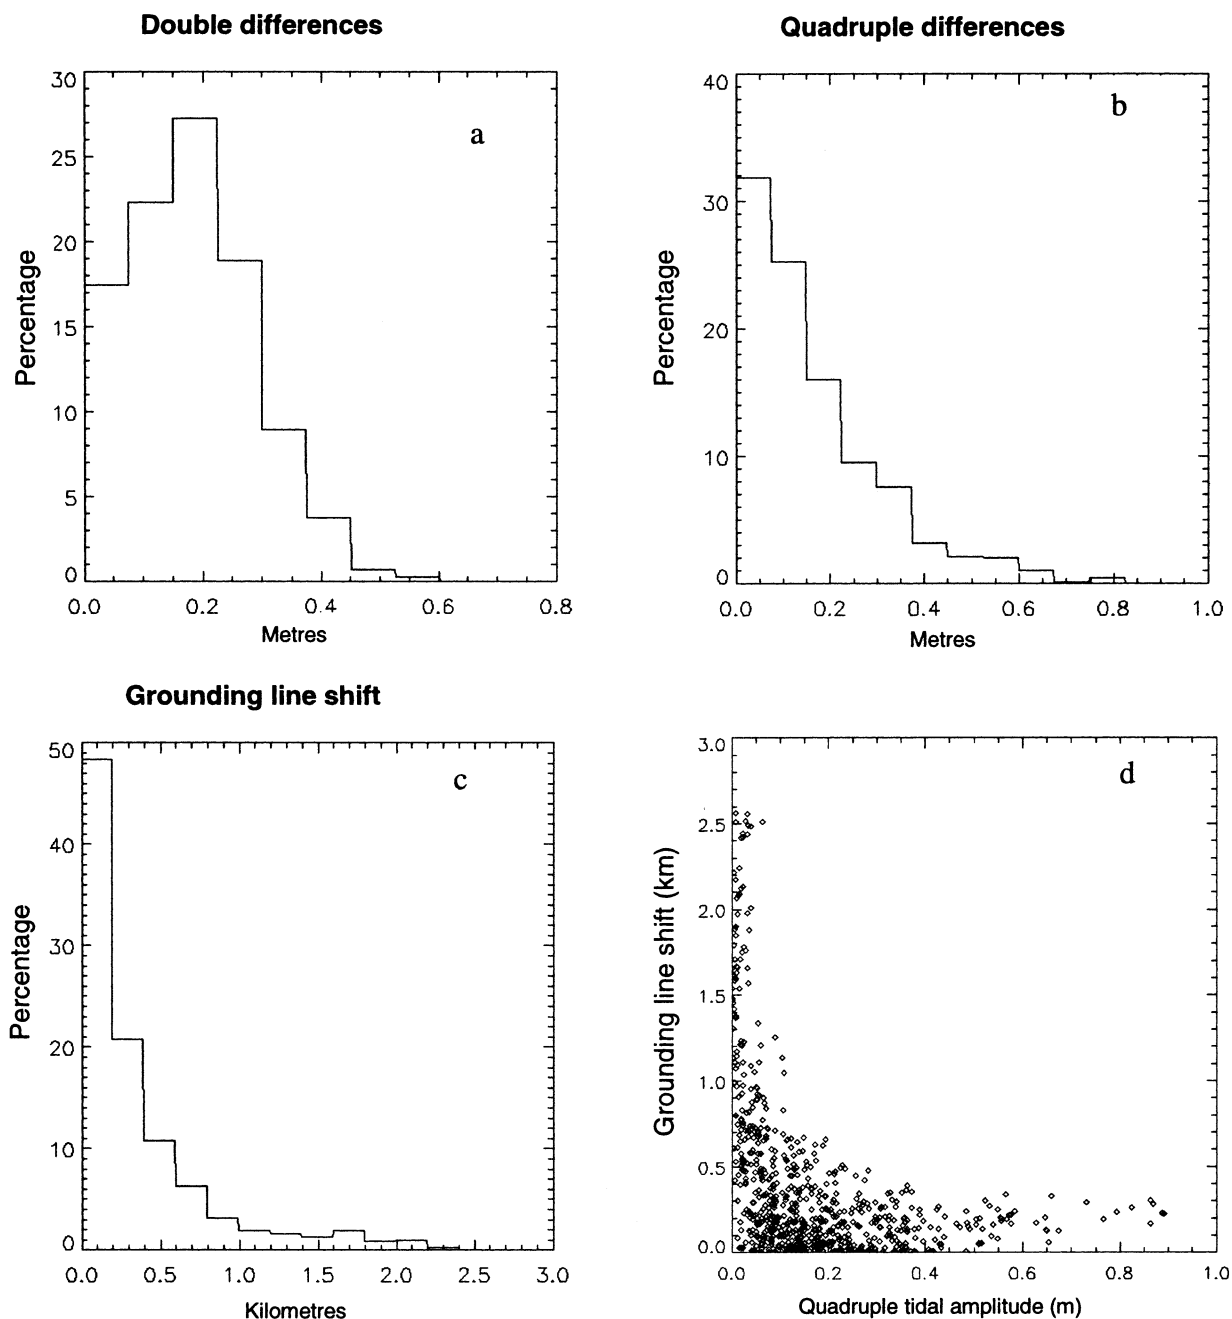 Double differences
a
30
25
20
15
10
5
0
Percentage
0.0 0.2 0.4 0.6 0.8
Metres
Quadruple differences
b
40
30
20
10
0
Percentage
0.0 0.2 0.4 0.6 0.8 1.0
Metres
Grounding line shift
c
50
40
30
20
10
0
Percentage
0.0 0.5 1.0 1.5 2.0 2.5 3.0
Kilometres
d
3.0
2.5
2.0
1.5
1.0
0.5
0.0
Grounding line shift (km)
0.0 0.2 0.4 0.6 0.8 1.0
Quadruple tidal amplitude (m)